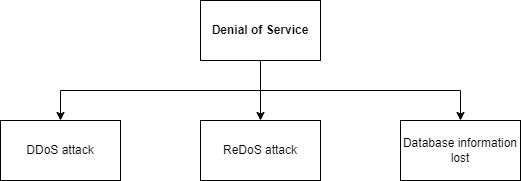 Denial of Service
DDoS attack
ReDoS attack
Database information
lost